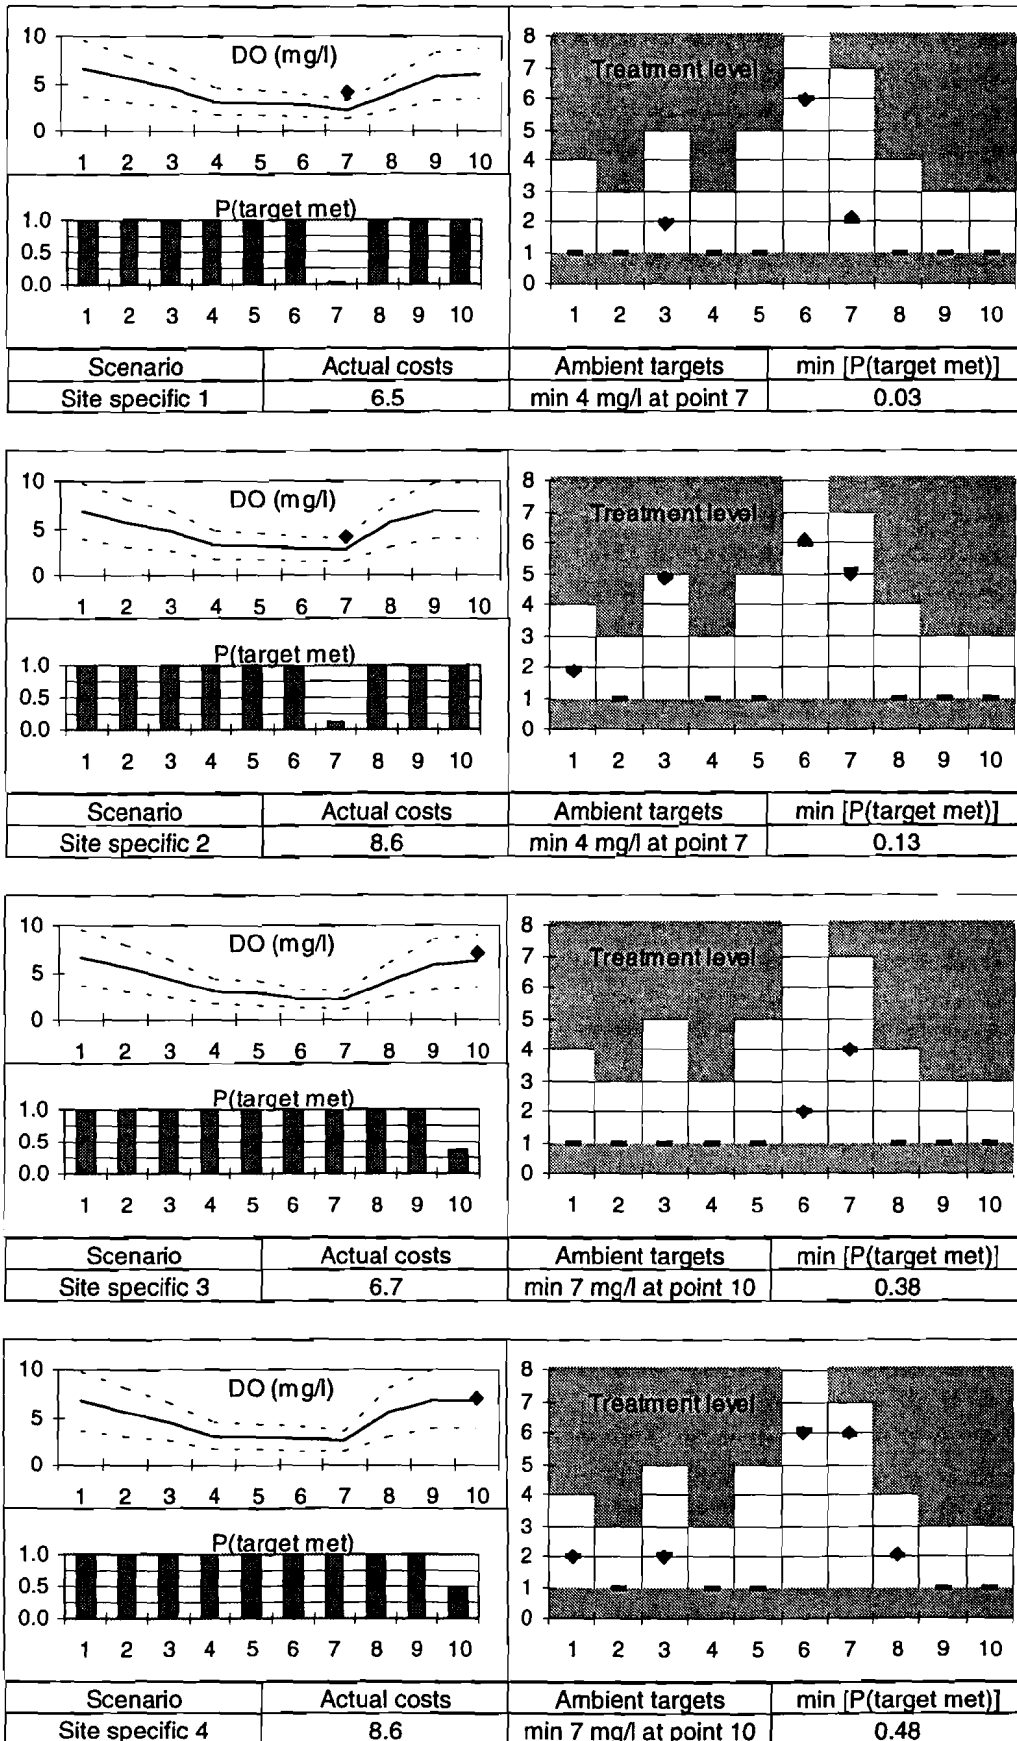 DO (mg/l)
10
5
0
1 2 3 4 5 6 7 8 9 10
P(target met)
1.0
0.5
0.0
1 2 3 4 5 6 7 8 9 10
Treatment level
8
7
6
5
4
3
2
1
0
1 2 3 4 5 6 7 8 9 10
Scenario Actual costs Ambient targets min [P(target met)]
Site specific 1 6.5 min 4 mg/l at point 7 0.03
DO (mg/l)
10
5
0
1 2 3 4 5 6 7 8 9 10
P(target met)
1.0
0.5
0.0
1 2 3 4 5 6 7 8 9 10
Treatment level
8
7
6
5
4
3
2
1
0
1 2 3 4 5 6 7 8 9 10
Scenario Actual costs Ambient targets min [P(target met)]
Site specific 2 8.6 min 4 mg/l at point 7 0.13
DO (mg/l)
10
5
0
1 2 3 4 5 6 7 8 9 10
P(target met)
1.0
0.5
0.0
1 2 3 4 5 6 7 8 9 10
Treatment level
8
7
6
5
4
3
2
1
0
1 2 3 4 5 6 7 8 9 10
Scenario Actual costs Ambient targets min [P(target met)]
Site specific 3 6.7 min 7 mg/l at point 10 0.38
DO (mg/l)
10
5
0
1 2 3 4 5 6 7 8 9 10
P(target met)
1.0
0.5
0.0
1 2 3 4 5 6 7 8 9 10
Treatment level
8
7
6
5
4
3
2
1
0
1 2 3 4 5 6 7 8 9 10
Scenario Actual costs Ambient targets min [P(target met)]
Site specific 4 8.6 min 7 mg/l at point 10 0.48